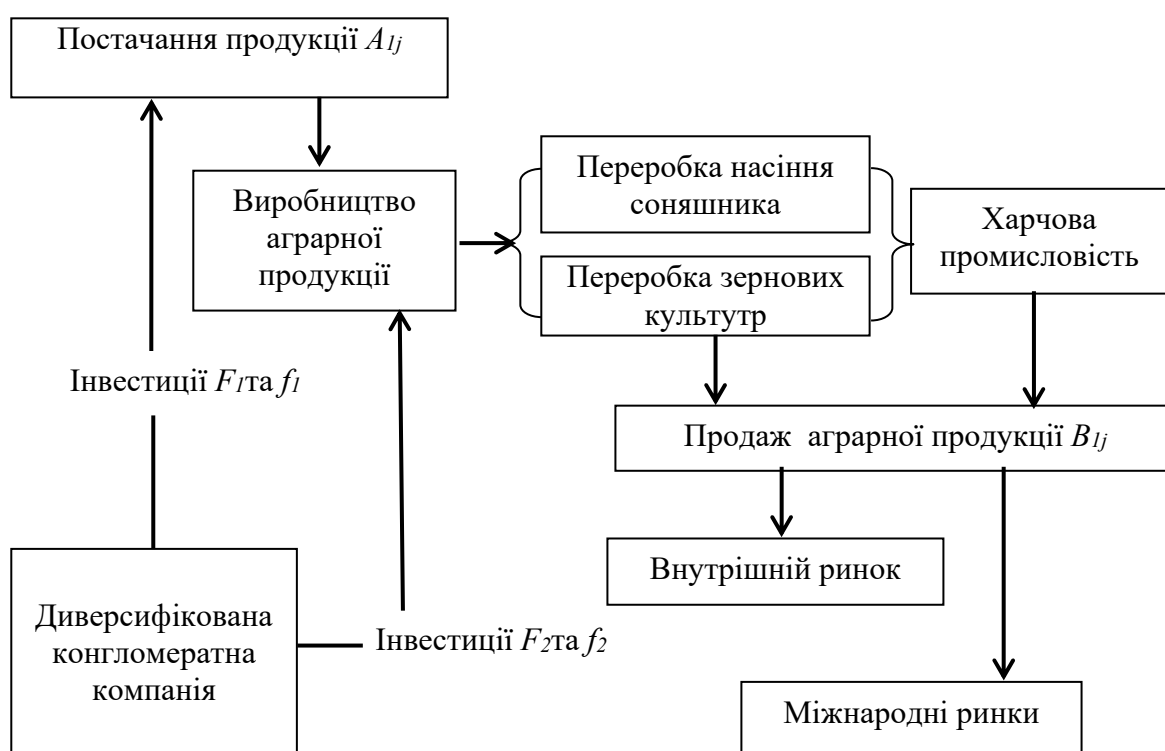 Постачання продукції A1j
Виробництво
аграрної
продукції
Переробка насіння
соняшника
Переробка зернових
культутр
Харчова
промисловість
Інвестиції F1та f1
Продаж аграрної продукції B1j
Внутрішній ринок
Диверсифікована
конгломератна
компанія
Інвестиції F2та f2
Міжнародні ринки